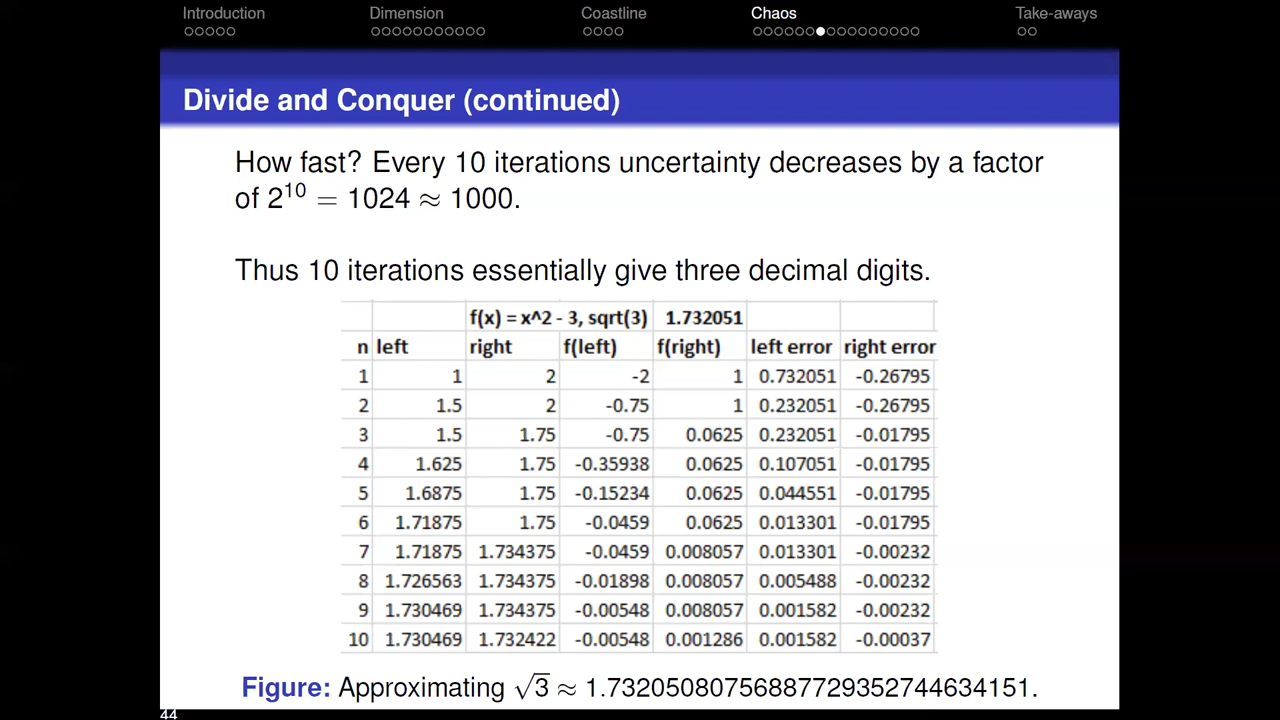 Introduction Dimension Coastline Chaos Take-aways
Divide and Conquer (continued)
How fast? Every 10 iterations uncertainty decreases by a factor
of 2^10 = 1024 ≈ 1000.
Thus 10 iterations essentially give three decimal digits.
f(x) = x^2 - 3, sqrt(3) 1.732051
n left right f(left) f(right) left error right error
1 1 2 -2 1 0.732051 -0.26795
2 1.5 2 -0.75 1 0.232051 -0.26795
3 1.5 1.75 -0.75 0.0625 0.232051 -0.01795
4 1.625 1.75 -0.35938 0.0625 0.107051 -0.01795
5 1.6875 1.75 -0.15234 0.0625 0.044551 -0.01795
6 1.71875 1.75 -0.0459 0.0625 0.013301 -0.01795
7 1.71875 1.734375 -0.0459 0.008057 0.013301 -0.00232
8 1.726563 1.734375 -0.01898 0.008057 0.005488 -0.00232
9 1.730469 1.734375 -0.00548 0.008057 0.001582 -0.00232
10 1.730469 1.732422 -0.00548 0.001286 0.001582 -0.00037
Figure: Approximating √3 ≈ 1.7320508075688772935274463​4151.
44